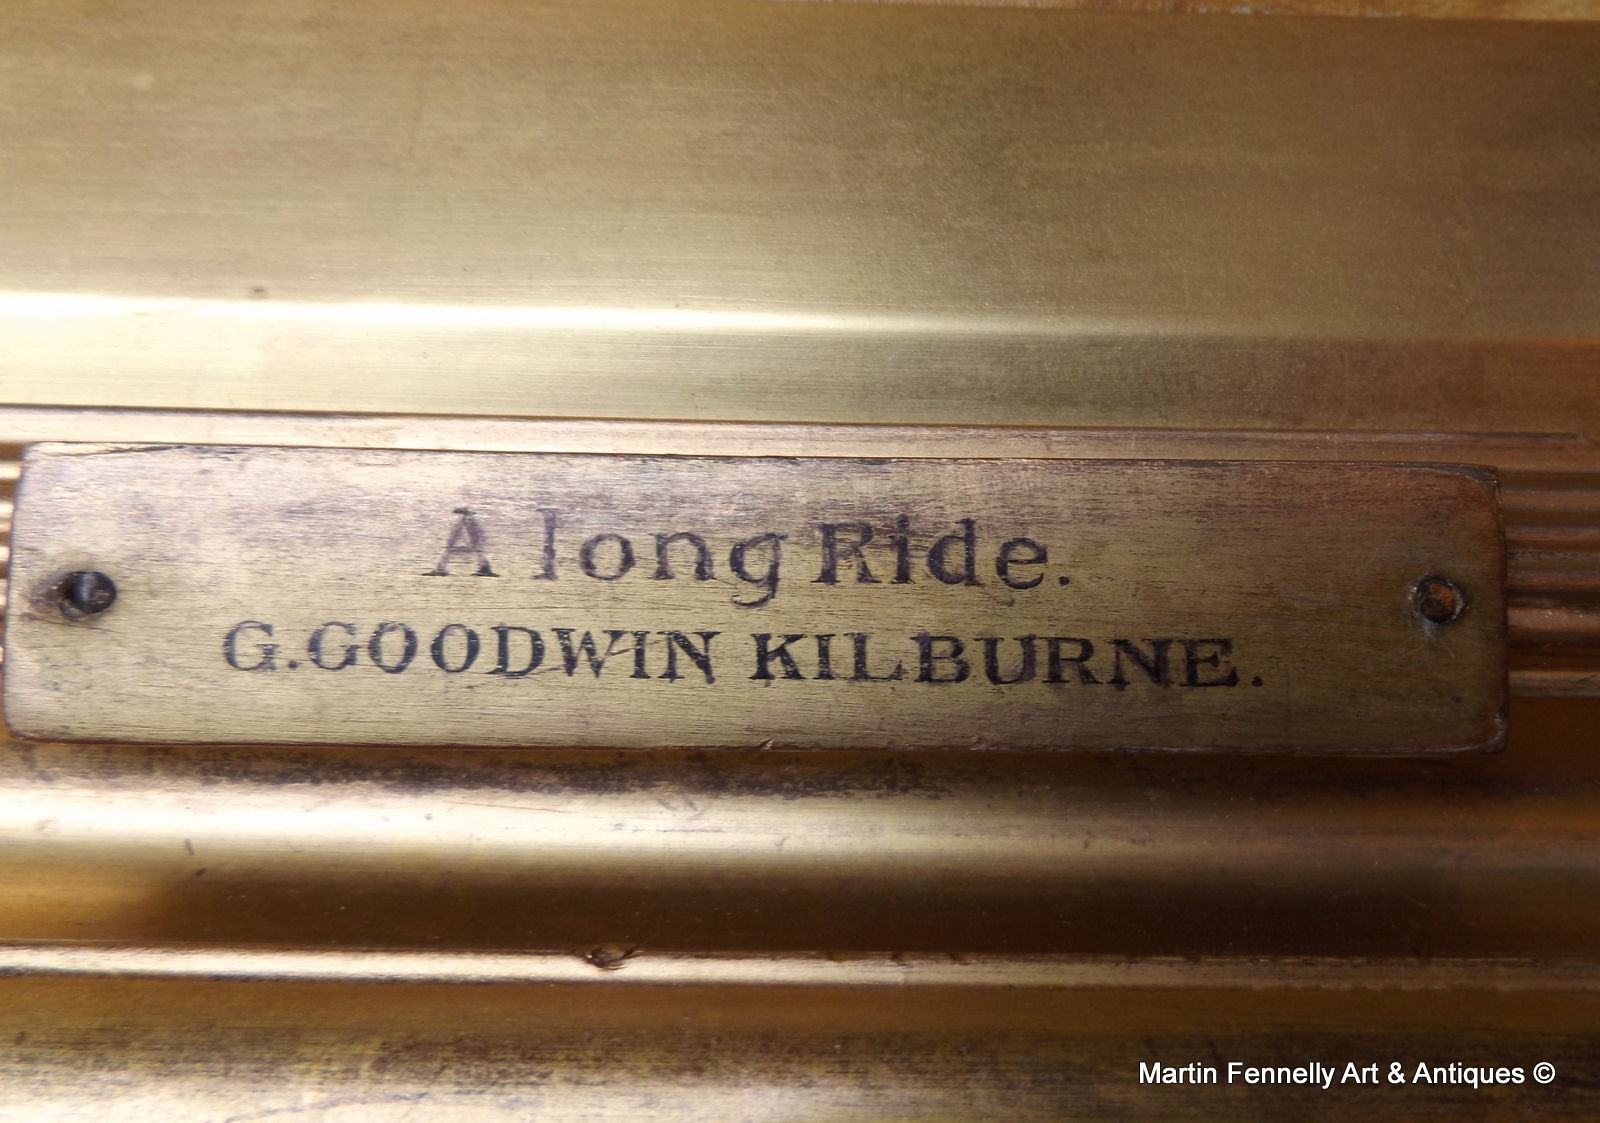 A long Ride.
G. GOODWIN KILBURNE.
Martin Fennelly Art & Antiques ©